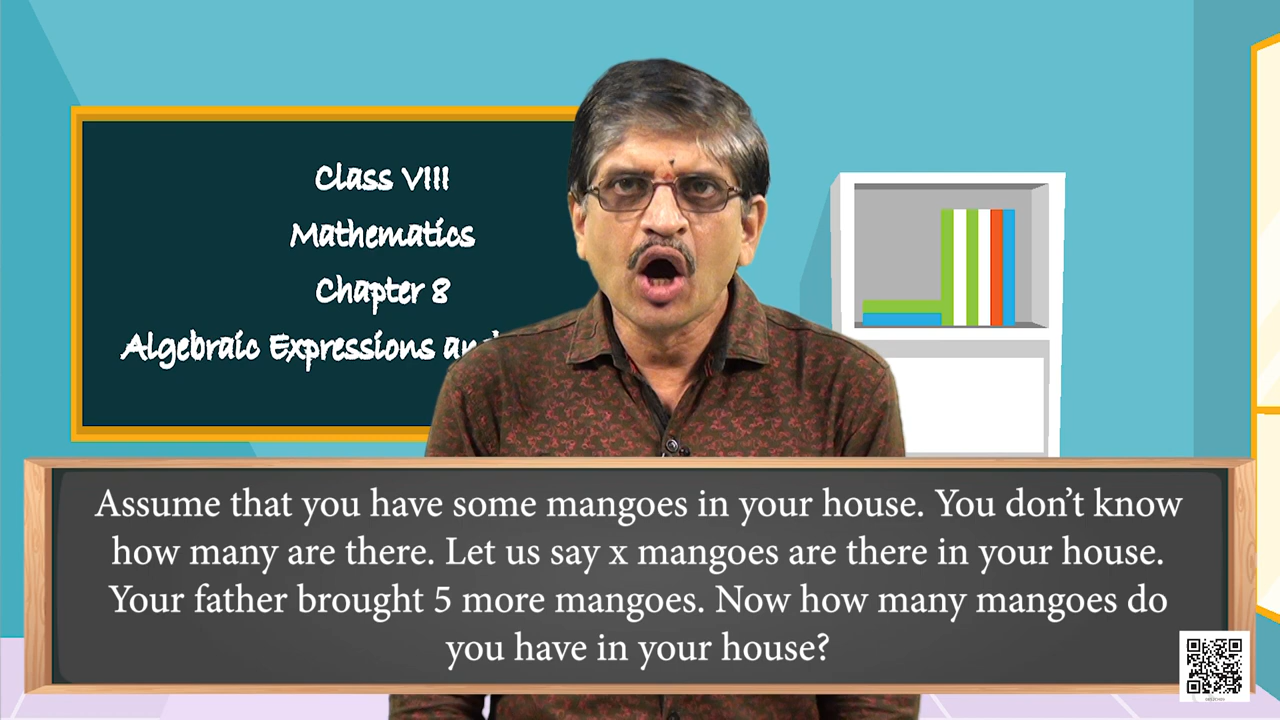 Class VIII
Mathematics
Chapter 8
Algebraic Expressions and
Assume that you have some mangoes in your house. You don’t know
how many are there. Let us say x mangoes are there in your house.
Your father brought 5 more mangoes. Now how many mangoes do
you have in your house?